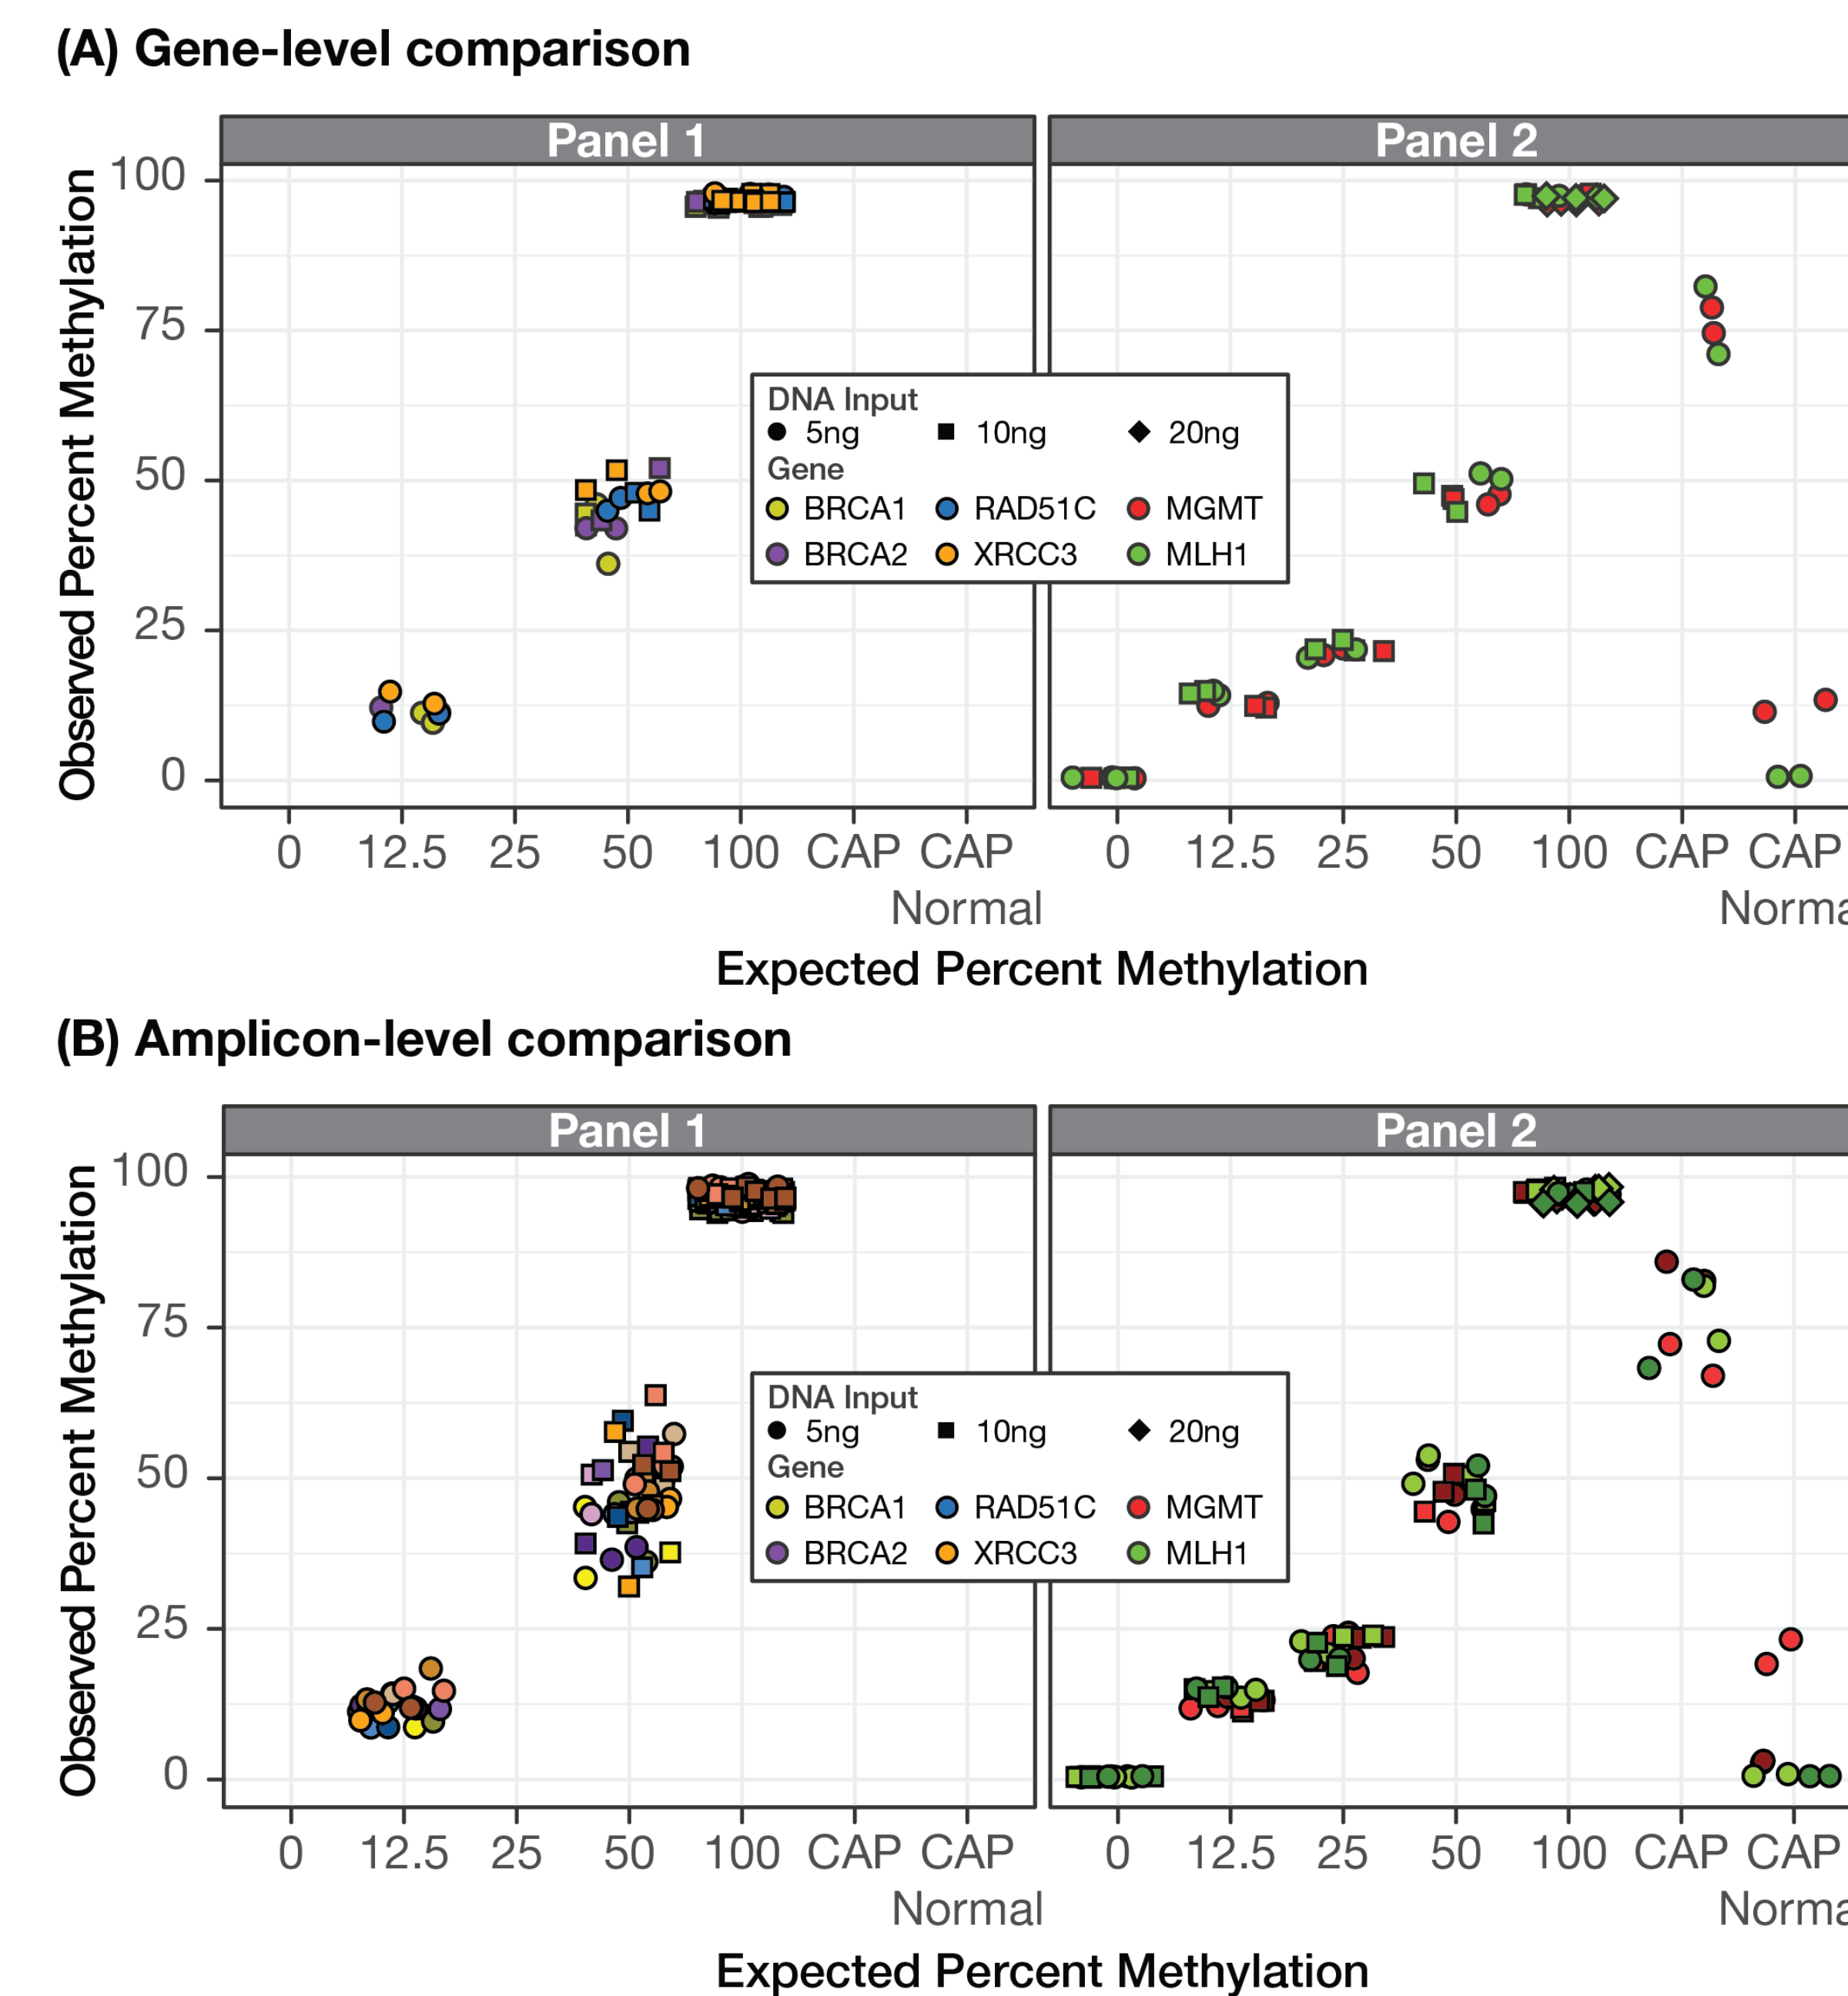 (A) Gene-level comparison
Panel 1 Panel 2
100
75
50
25
0
Observed Percent Methylation
DNA Input
5ng 10ng 20ng
Gene
BRCA1 RAD51C MGMT
BRCA2 XRCC3 MLH1
0 12.5 25 50 100 CAP CAP 0 12.5 25 50 100 CAP CAP
Normal Norma
Expected Percent Methylation
(B) Amplicon-level comparison
Panel 1 Panel 2
100
75
50
25
0
Observed Percent Methylation
DNA Input
5ng 10ng 20ng
Gene
BRCA1 RAD51C MGMT
BRCA2 XRCC3 MLH1
0 12.5 25 50 100 CAP CAP 0 12.5 25 50 100 CAP CAP
Normal Norma
Expected Percent Methylation